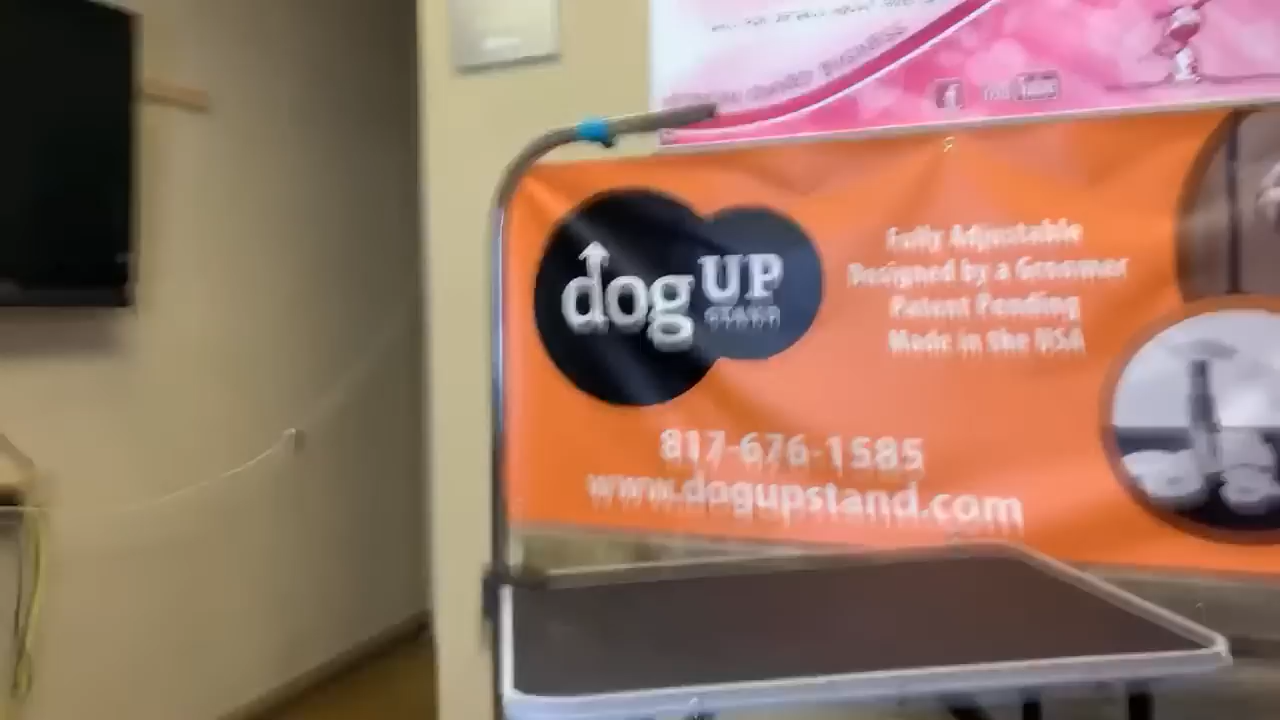 dog UP
STAND
Fully Adjustable
Designed by a Groomer
Patent Pending
Made in the USA
817-676-1585
www.dogupstand.com